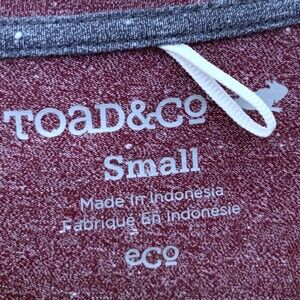 TOAD&CO
Small
Made In Indonesia
Fabriqué En Indonésie
eco